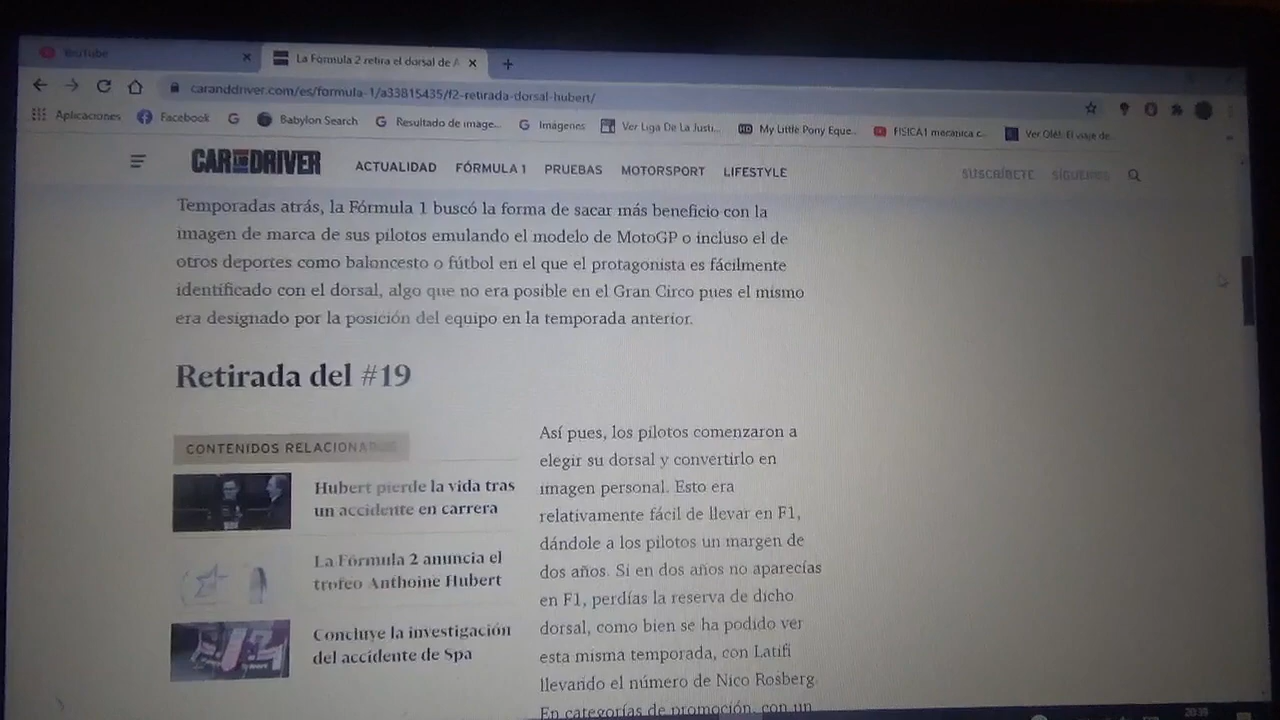 YouTube
La Fórmula 2 retira el dorsal de A
caranddriver.com/es/formula-1/a33815435/f2-retirada-dorsal-hubert/
Aplicaciones Facebook Babylon Search Resultado de image... Imágenes Ver Liga De La Justi... My Little Pony Eque... FISICA1 mecanica c... Ver Olé! El viaje de...
CAR AND DRIVER ACTUALIDAD FÓRMULA 1 PRUEBAS MOTORSPORT LIFESTYLE SUSCRÍBETE SÍGUENOS
Temporadas atrás, la Fórmula 1 buscó la forma de sacar más beneficio con la
imagen de marca de sus pilotos emulando el modelo de MotoGP o incluso el de
otros deportes como baloncesto o fútbol en el que el protagonista es fácilmente
identificado con el dorsal, algo que no era posible en el Gran Circo pues el mismo
era designado por la posición del equipo en la temporada anterior.
Retirada del #19
CONTENIDOS RELACIONADOS
Hubert pierde la vida tras
un accidente en carrera
La Fórmula 2 anuncia el
trofeo Anthoine Hubert
Concluye la investigación
del accidente de Spa
Así pues, los pilotos comenzaron a
elegir su dorsal y convertirlo en
imagen personal. Esto era
relativamente fácil de llevar en F1,
dándole a los pilotos un margen de
dos años. Si en dos años no aparecías
en F1, perdías la reserva de dicho
dorsal, como bien se ha podido ver
esta misma temporada, con Latifi
llevando el número de Nico Rosberg.
En categorías de promoción, con un
20:39